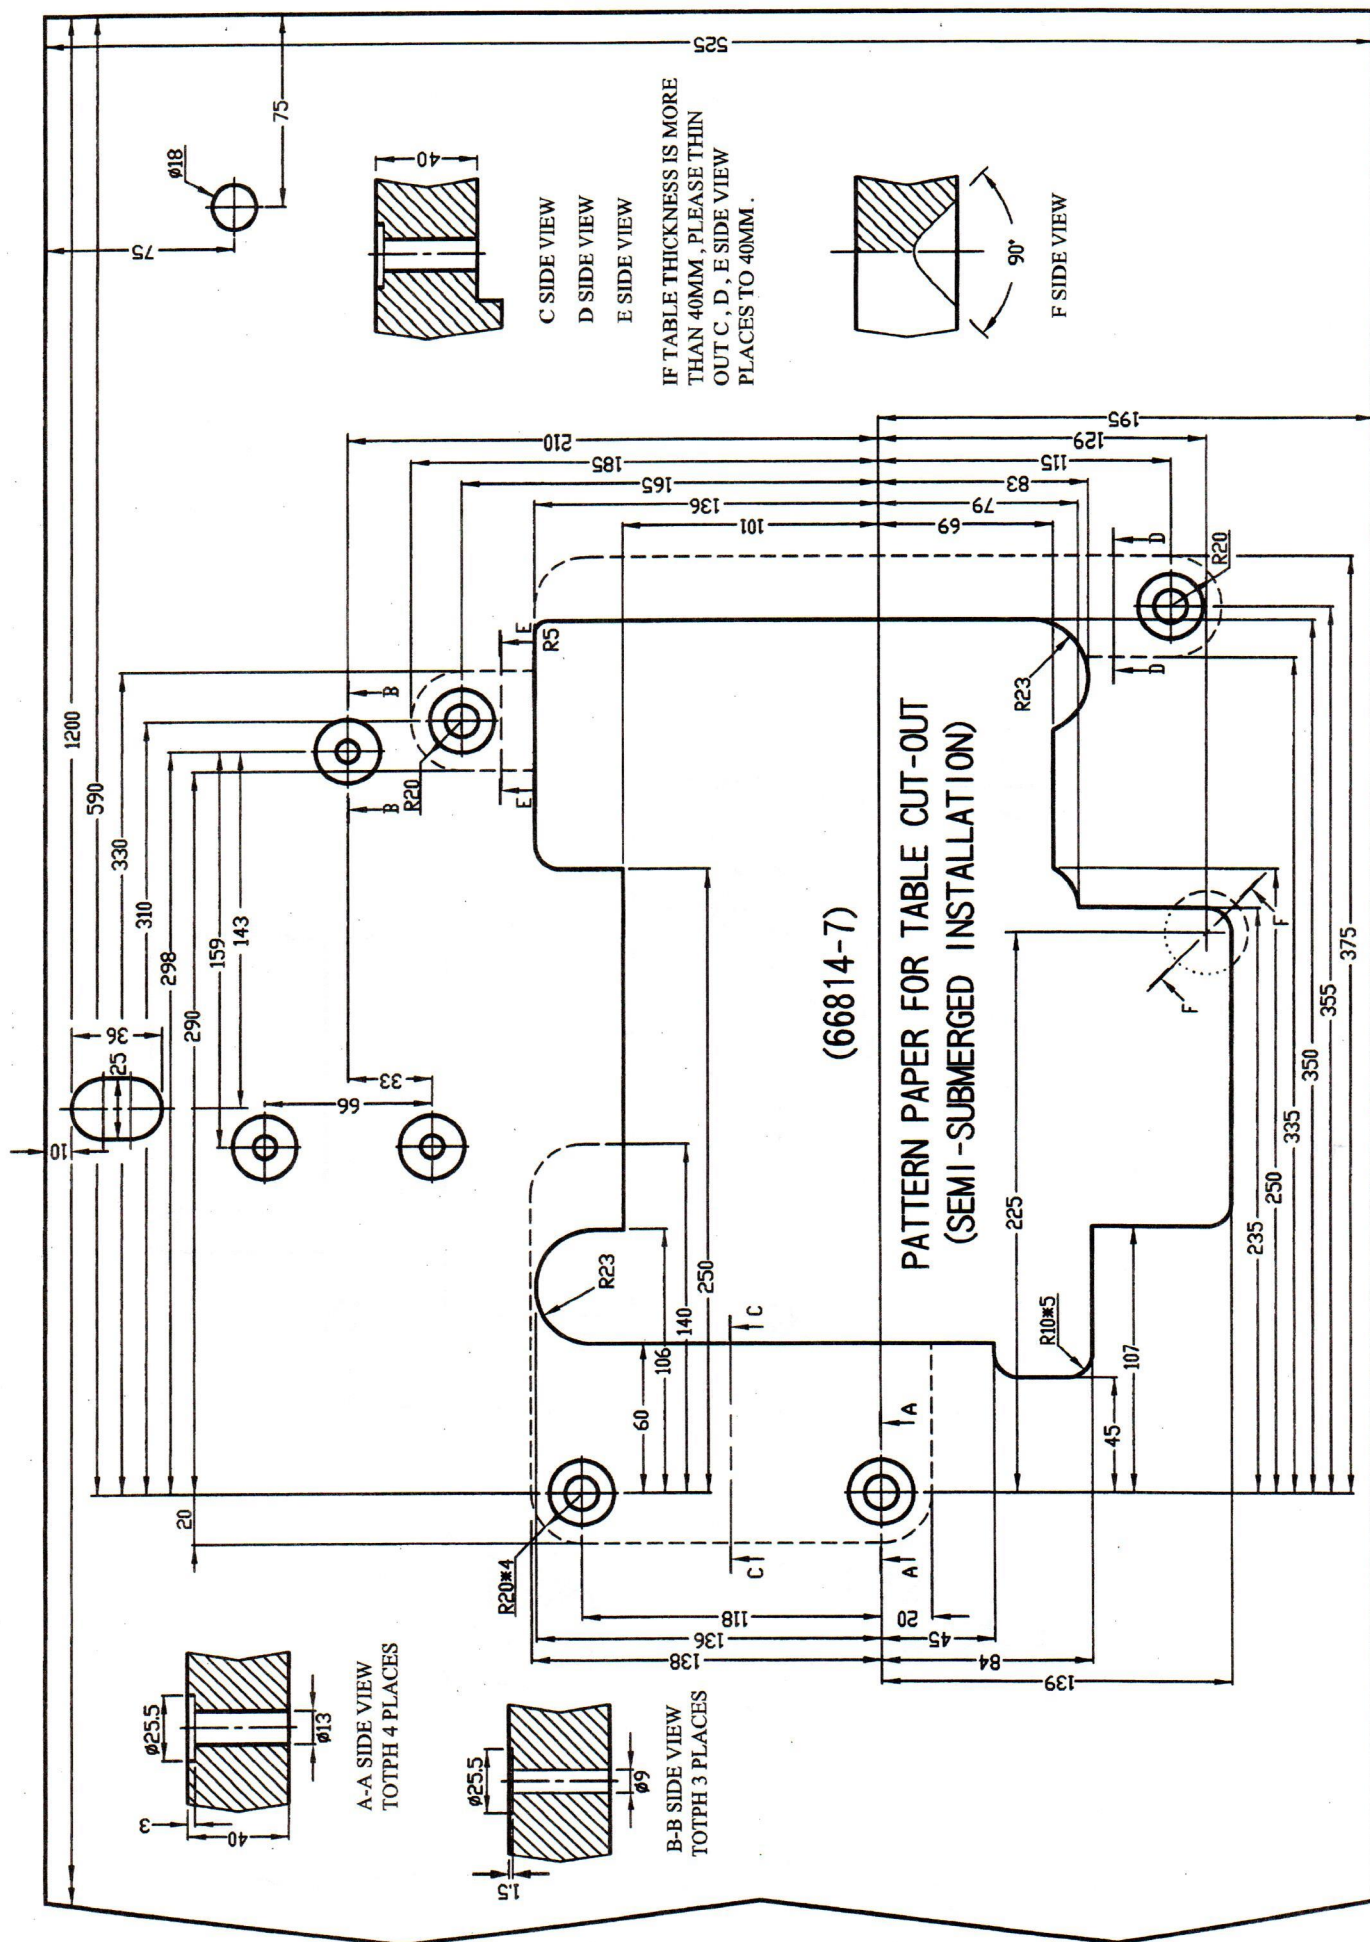 10
1200
590
25
36
330
3
ø25.5
310
75
298
ø18
20
290
159
40
143
75
ø13
A-A SIDE VIEW
TOTPH 4 PLACES
66
33
B
B
R20
40
1.5
ø25.5
R20*4
E
E
R5
C SIDE VIEW
D SIDE VIEW
E SIDE VIEW
R23
ø9
B-B SIDE VIEW
TOTPH 3 PLACES
60
106
140
250
IF TABLE THICKNESS IS MORE
THAN 40MM , PLEASE THIN
OUT C , D , E SIDE VIEW
PLACES TO 40MM .
138
136
118
C
C
101
136
165
185
210
525
(66814-7)
20
A
A
PATTERN PAPER FOR TABLE CUT-OUT
(SEMI-SUBMERGED INSTALLATION)
45
84
139
225
R23
69
79
83
115
129
195
90°
F SIDE VIEW
R10*5
45
107
D
D
R20
F
F
235
250
335
350
355
375